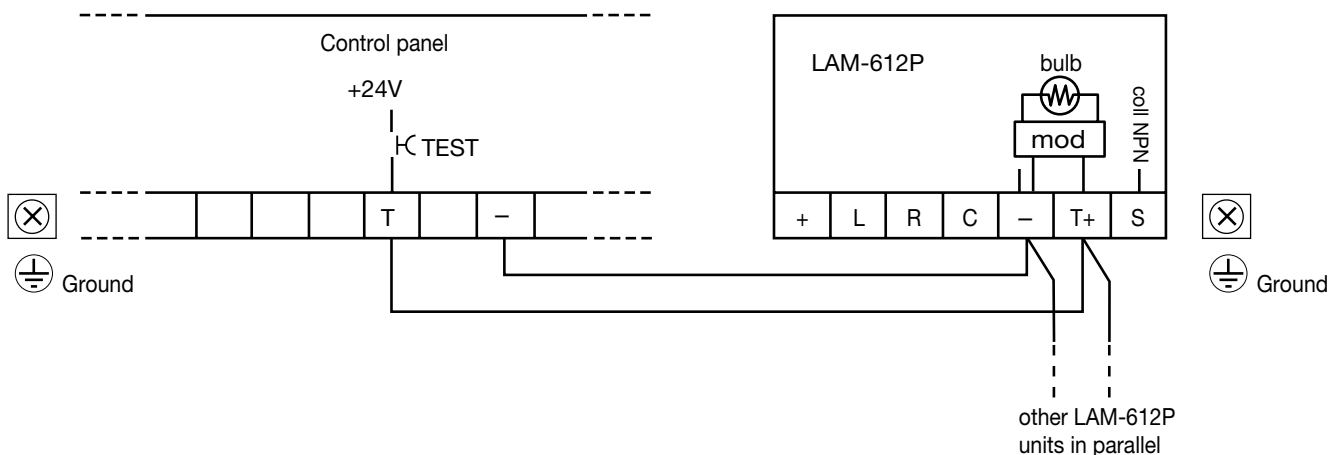 Control panel
+24V
TEST
T
–
Ground
LAM-612P
bulb
mod
coll NPN
+ L R C – T+ S
Ground
other LAM-612P
units in parallel